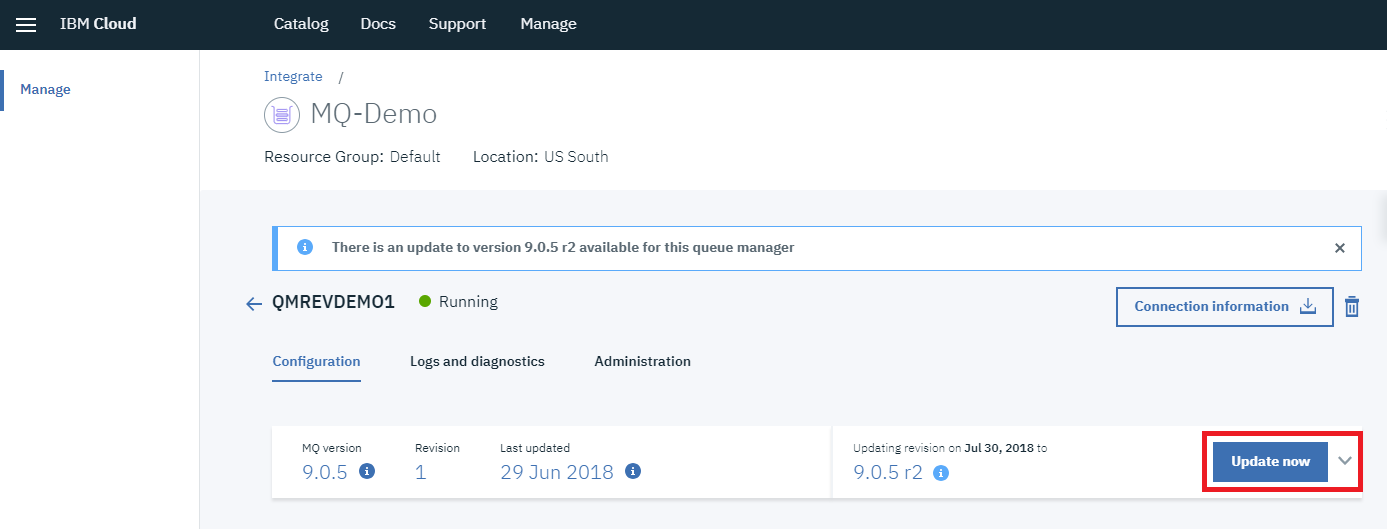 IBM Cloud Catalog Docs Support Manage
Manage
Integrate /
MQ-Demo
Resource Group: Default Location: US South
There is an update to version 9.0.5 r2 available for this queue manager
QMREVDEMO1 Running
Connection information
Configuration Logs and diagnostics Administration
MQ version Revision Last updated Updating revision on Jul 30, 2018 to
9.0.5 1 29 Jun 2018 9.0.5 r2
Update now